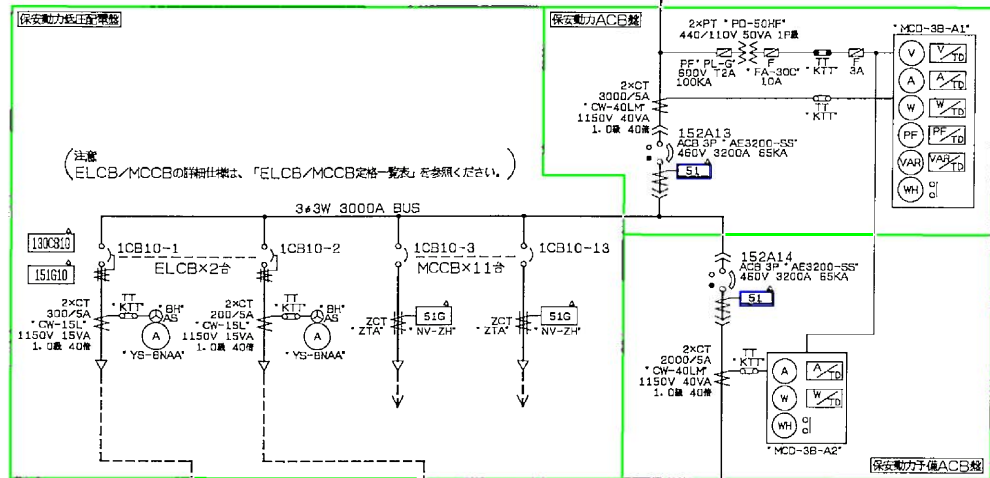 保安動力低圧配電盤
保安動力ACB盤
2×PT "PD-50HF"
440/110V 50VA 1P級
"MCD-3B-A1"
PF"PL-G"
600V T2A
100KA
F
"FA-30C"
10A
TT
"KTT"
F
3A
V
V/TD
A
A/TD
W
W/TD
PF
PF/TD
VAR
VAR/TD
WH
2×CT
3000/5A
"CW-40LM"
1150V 40VA
1.0級 40倍
TT
"KTT"
152A13
ACB 3P "AE3200-SS"
460V 3200A 65KA
51
注意
ELCB/MCCBの詳細仕様は、「ELCB/MCCB定格一覧表」を参照ください。
3φ3W 3000A BUS
130CB10
151G10
1CB10-1
1CB10-2
1CB10-3
1CB10-13
ELCB×2台
MCCB×11台
2×CT
300/5A
"CW-15L"
1150V 15VA
1.0級 40倍
TT
"KTT"
"BH"
AS
A
"YS-8NAA"
2×CT
200/5A
"CW-15L"
1150V 15VA
1.0級 40倍
TT
"KTT"
"BH"
AS
A
"YS-8NAA"
ZCT
"ZTA"
51G
"NV-ZH"
ZCT
"ZTA"
51G
"NV-ZH"
152A14
ACB 3P "AE3200-SS"
460V 3200A 65KA
51
2×CT
2000/5A
"CW-40LM"
1150V 40VA
1.0級 40倍
TT
"KTT"
A
A/TD
W
W/TD
WH
"MCD-3B-A2"
保安動力予備ACB盤